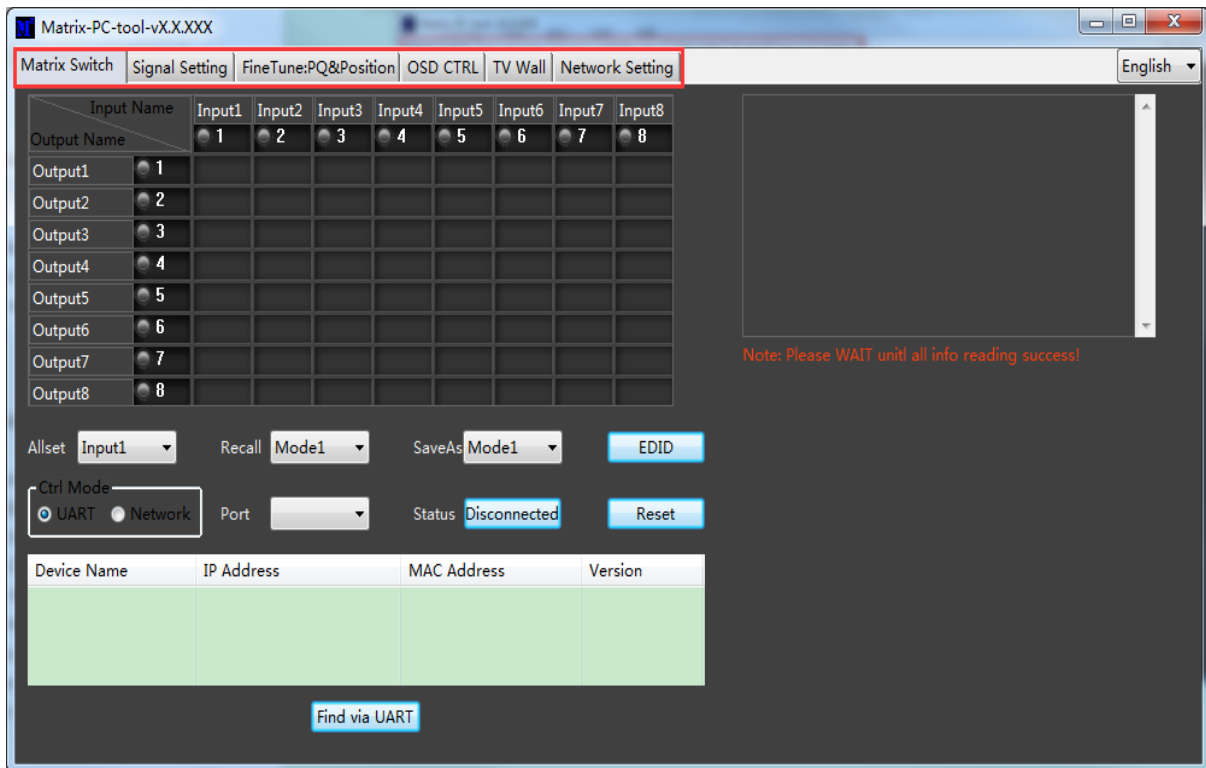 Matrix-PC-tool-vX.X.XXX
Matrix Switch Signal Setting FineTune:PQ&Position OSD CTRL TV Wall Network Setting English
Input Name Input1 Input2 Input3 Input4 Input5 Input6 Input7 Input8
Output Name 1 2 3 4 5 6 7 8
Output1 1
Output2 2
Output3 3
Output4 4
Output5 5
Output6 6
Output7 7
Output8 8
Note: Please WAIT unitl all info reading success!
Allset Input1 Recall Mode1 SaveAs Mode1 EDID
Ctrl Mode
UART Network Port Status Disconnected Reset
Device Name IP Address MAC Address Version
Find via UART